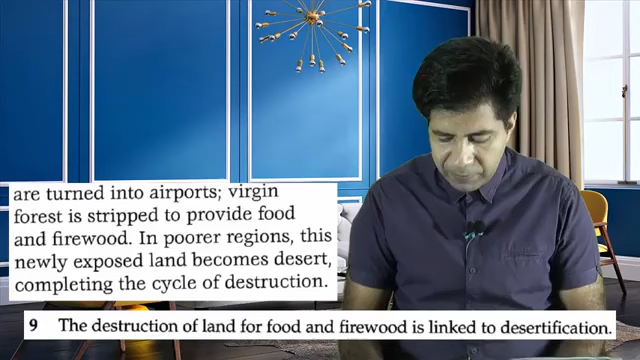 are turned into airports; virgin
forest is stripped to provide food
and firewood. In poorer regions, this
newly exposed land becomes desert,
completing the cycle of destruction.
9 The destruction of land for food and firewood is linked to desertification.